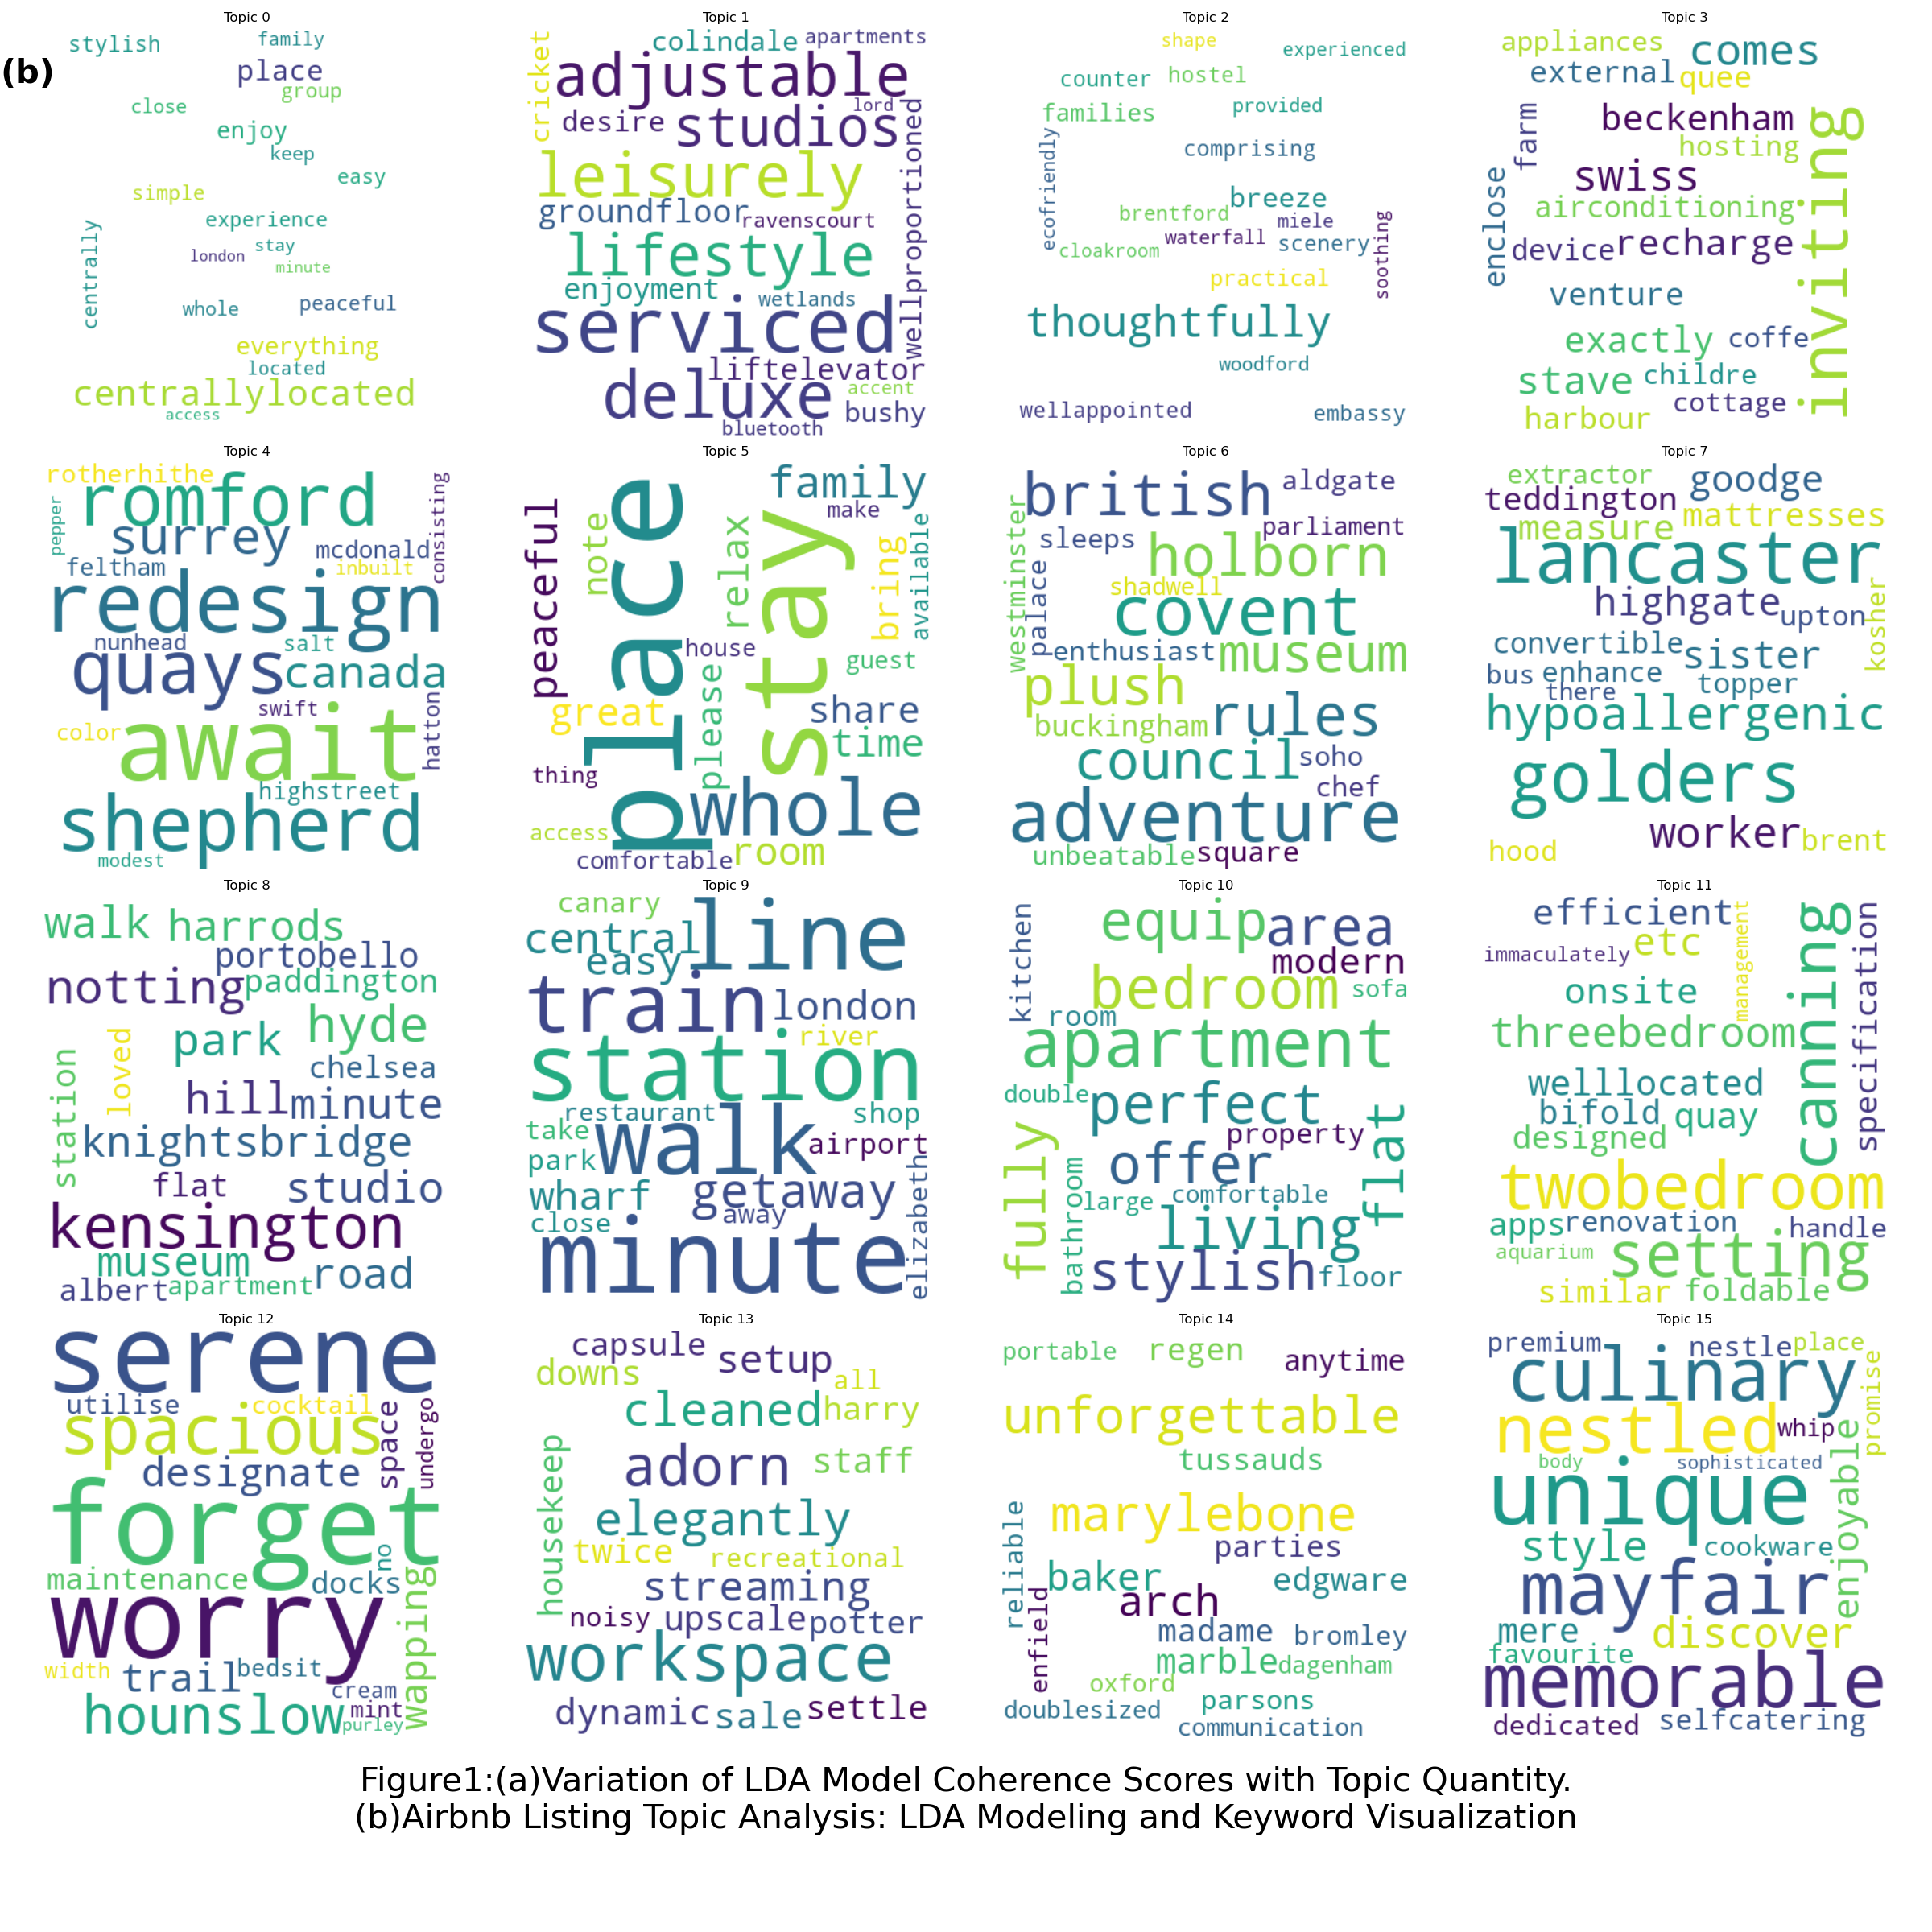 (b)
Topic 0
stylish
family
place
group
close
enjoy
keep
easy
simple
experience
centrally
stay
london
minute
whole
peaceful
everything
located
centrallylocated
access
Topic 1
cricket
colindale
apartments
adjustable
lord
desire
studios
wellproportioned
leisurely
groundfloor
ravenscourt
lifestyle
enjoyment
wetlands
serviced
liftelevator
deluxe
accent
bushy
bluetooth
Topic 2
shape
experienced
counter
hostel
families
provided
ecofriendly
comprising
breeze
brentford
miele
soothing
waterfall
scenery
cloakroom
practical
thoughtfully
woodford
wellappointed
embassy
Topic 3
appliances
comes
external
quee
farm
beckenham
inviting
hosting
swiss
enclose
airconditioning
device
recharge
venture
exactly
coffe
stave
childre
harbour
cottage
Topic 4
rotherhithe
romford
pepper
consisting
surrey
mcdonald
feltham
inbuilt
redesign
nunhead
salt
quays
canada
swift
hatton
color
await
highstreet
shepherd
modest
Topic 5
family
peaceful
place
make
note
relax
stay
bring
available
house
guest
please
great
share
time
thing
whole
access
room
comfortable
Topic 6
british
aldgate
westminster
parliament
sleeps
holborn
palace
shadwell
covent
enthusiast
museum
plush
buckingham
rules
council
soho
chef
adventure
unbeatable
square
Topic 7
extractor
goodge
teddington
measure
mattresses
lancaster
highgate
upton
kosher
convertible
sister
bus
enhance
there
topper
hypoallergenic
golders
worker
brent
hood
Topic 8
walk
harrods
portobello
notting
paddington
hyde
park
loved
station
chelsea
hill
minute
knightsbridge
flat
studio
kensington
museum
road
albert
apartment
Topic 9
canary
line
central
easy
train
london
river
station
restaurant
shop
take
walk
airport
park
wharf
getaway
away
close
minute
elizabeth
Topic 10
kitchen
equip
area
modern
bedroom
sofa
room
apartment
double
perfect
property
flat
fully
offer
bathroom
large
comfortable
living
stylish
floor
Topic 11
efficient
management
canning
specification
immaculately
etc
onsite
threebedroom
welllocated
bifold
quay
designed
twobedroom
apps
renovation
handle
aquarium
setting
similar
foldable
Topic 12
serene
utilise
cocktail
spacious
space
undergo
designate
forget
no
maintenance
docks
worry
wapping
width
trail
bedsit
cream
hounslow
mint
purley
Topic 13
capsule
setup
downs
all
cleaned
harry
housekeep
adorn
staff
elegantly
twice
recreational
streaming
noisy
upscale
potter
workspace
dynamic
sale
settle
Topic 14
portable
regen
anytime
unforgettable
tussauds
reliable
marylebone
parties
baker
edgware
enfield
arch
madame
bromley
marble
dagenham
oxford
doublesized
parsons
communication
Topic 15
premium
nestle
place
culinary
promise
nestled
whip
body
sophisticated
enjoyable
unique
style
cookware
mayfair
mere
discover
favourite
memorable
dedicated
selfcatering
Figure1:(a)Variation of LDA Model Coherence Scores with Topic Quantity.
(b)Airbnb Listing Topic Analysis: LDA Modeling and Keyword Visualization